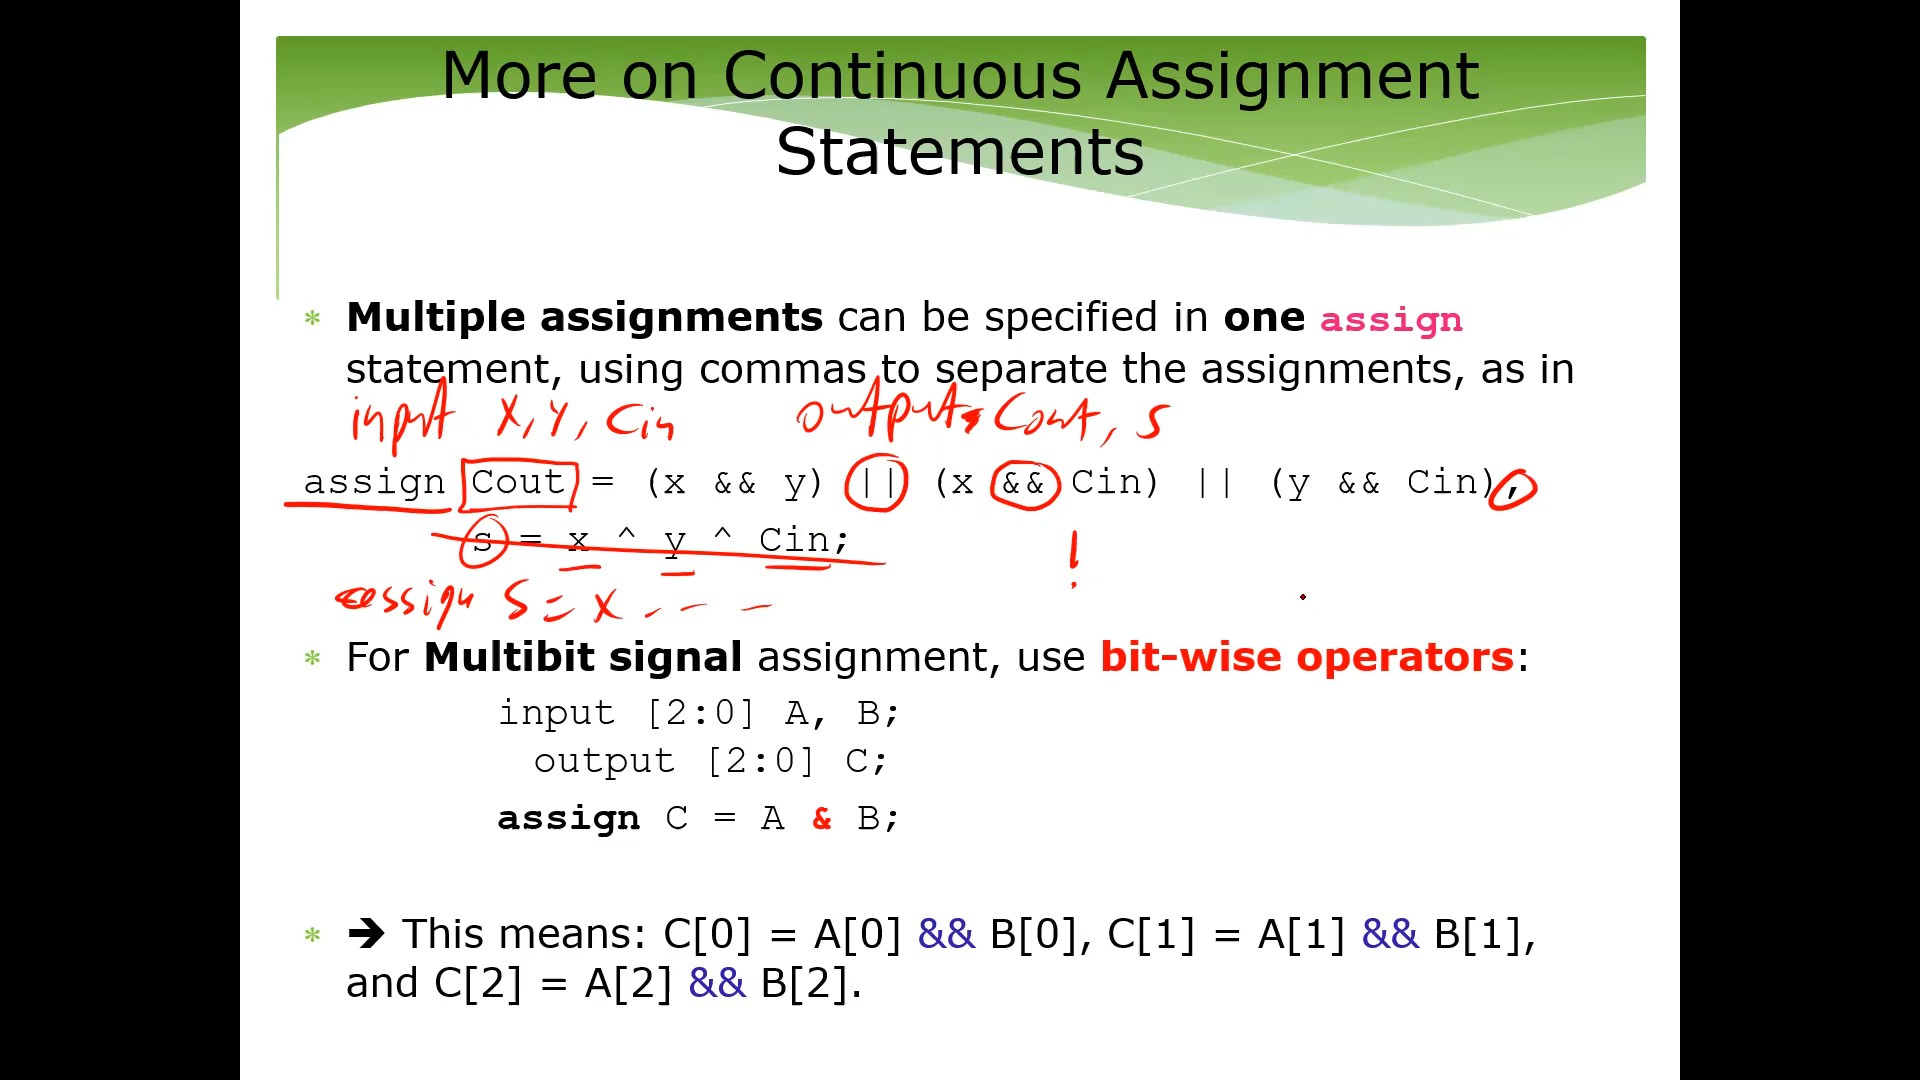 More on Continuous Assignment
Statements
* Multiple assignments can be specified in one assign
statement, using commas to separate the assignments, as in
input X, Y, Cin outputs Cout, S
assign Cout = (x && y) || (x && Cin) || (y && Cin),
s = x ^ y ^ Cin;
!
assign S = X - - -
* For Multibit signal assignment, use bit-wise operators:
input [2:0] A, B;
output [2:0] C;
assign C = A & B;
* ➔ This means: C[0] = A[0] && B[0], C[1] = A[1] && B[1],
and C[2] = A[2] && B[2].